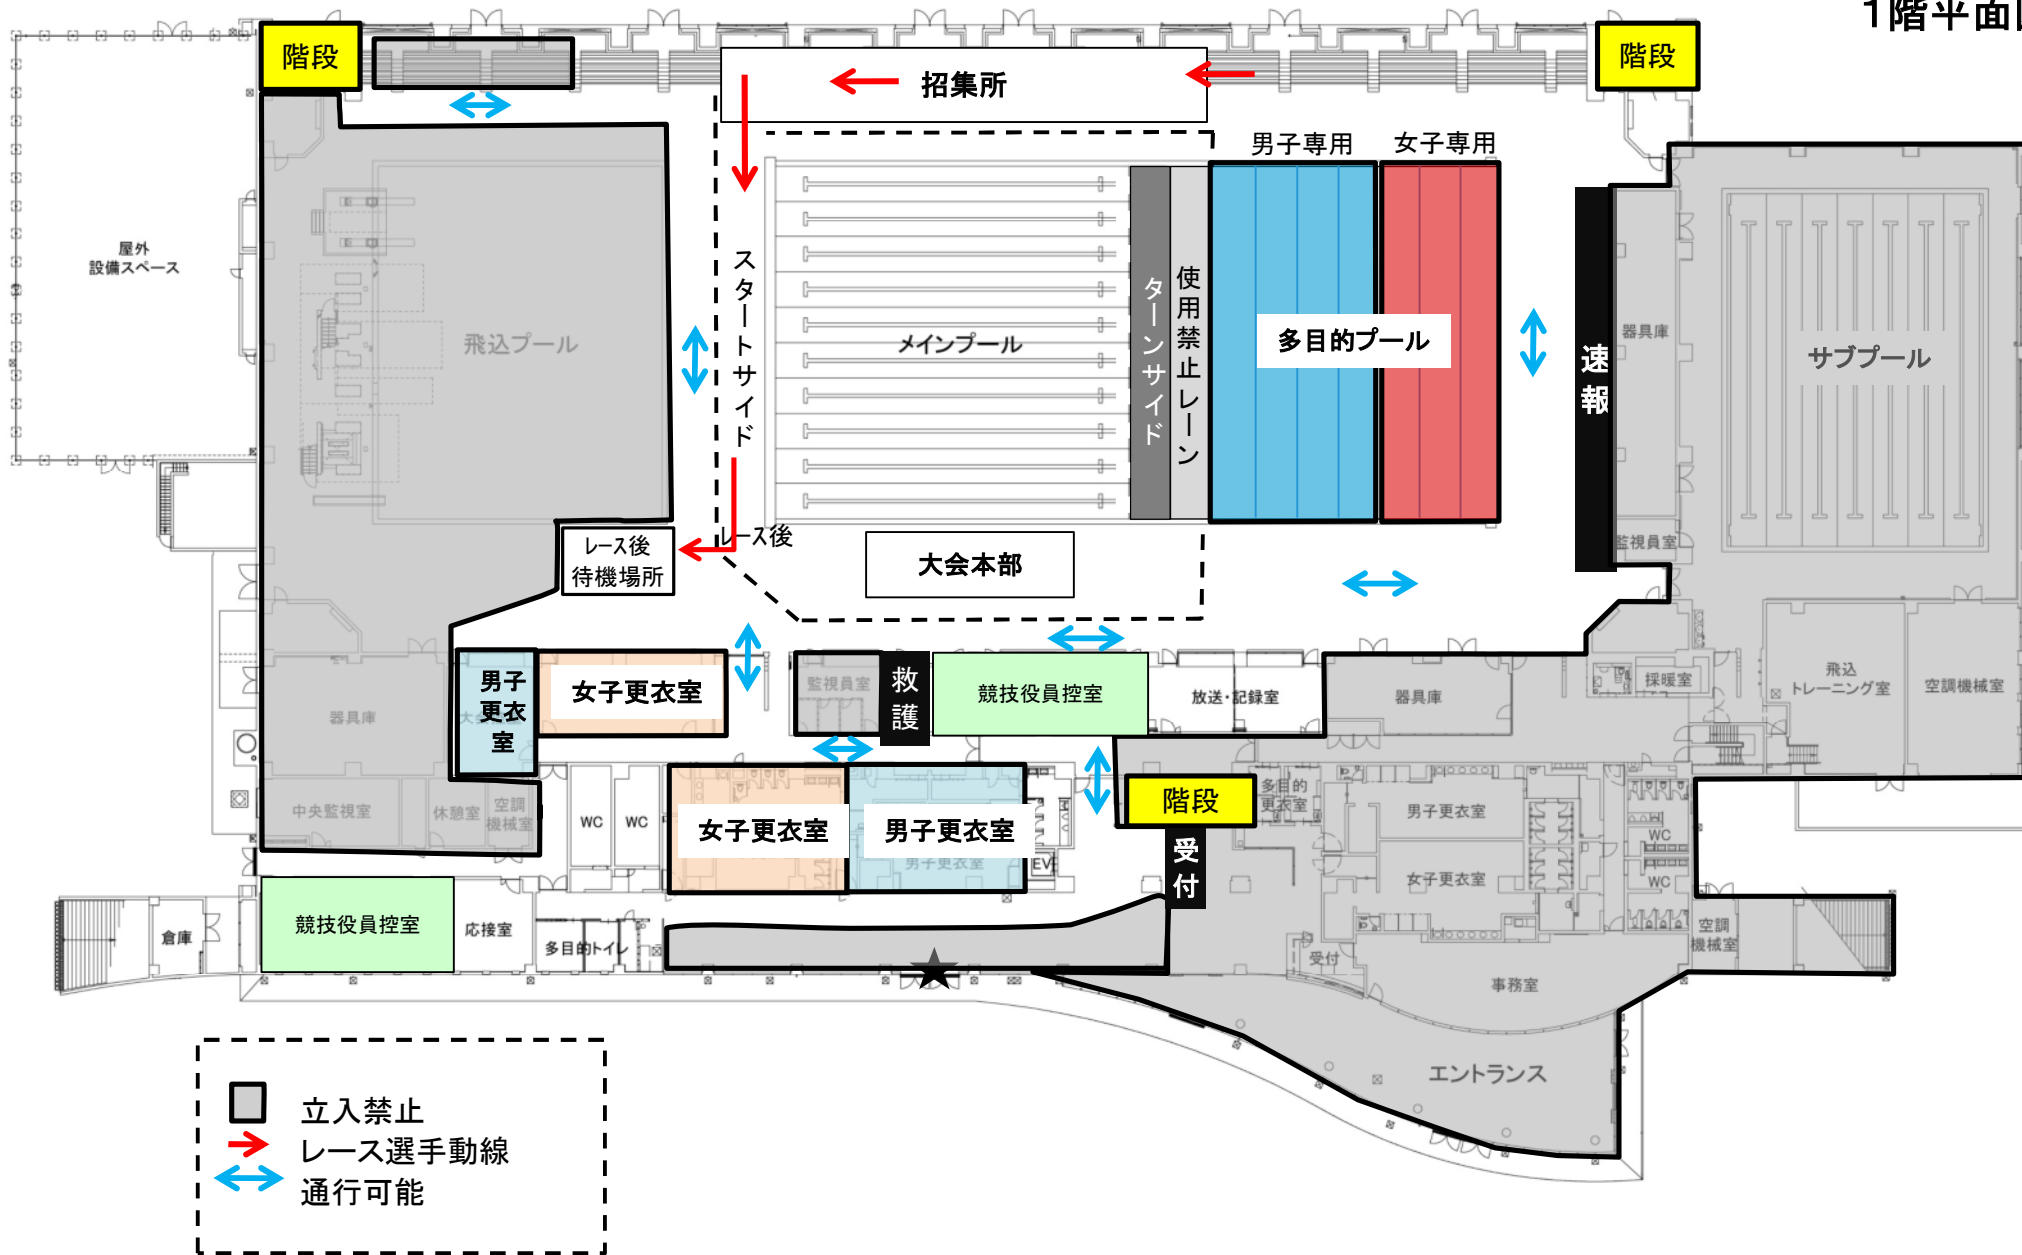 1階平面
階段
階段
招集所
男子専用
女子専用
屋外
設備スペース
飛込プール
スタートサイド
メインプール
ターンサイド
使用禁止レーン
多目的プール
速報
器具庫
サブプール
監視員室
レース後
待機場所
レース後
大会本部
男子
更衣
室
女子更衣室
監視員室
救護
競技役員控室
放送・記録室
器具庫
採暖室
飛込
トレーニング室
空調機械室
器具庫
中央監視室
休憩室
空調
機械室
WC
WC
女子更衣室
男子更衣室
男子更衣室
EV
階段
多目的
更衣室
男子更衣室
女子更衣室
WC
WC
受付
倉庫
競技役員控室
応接室
多目的トイレ
受付
事務室
空調
機械室
エントランス
立入禁止
レース選手動線
通行可能